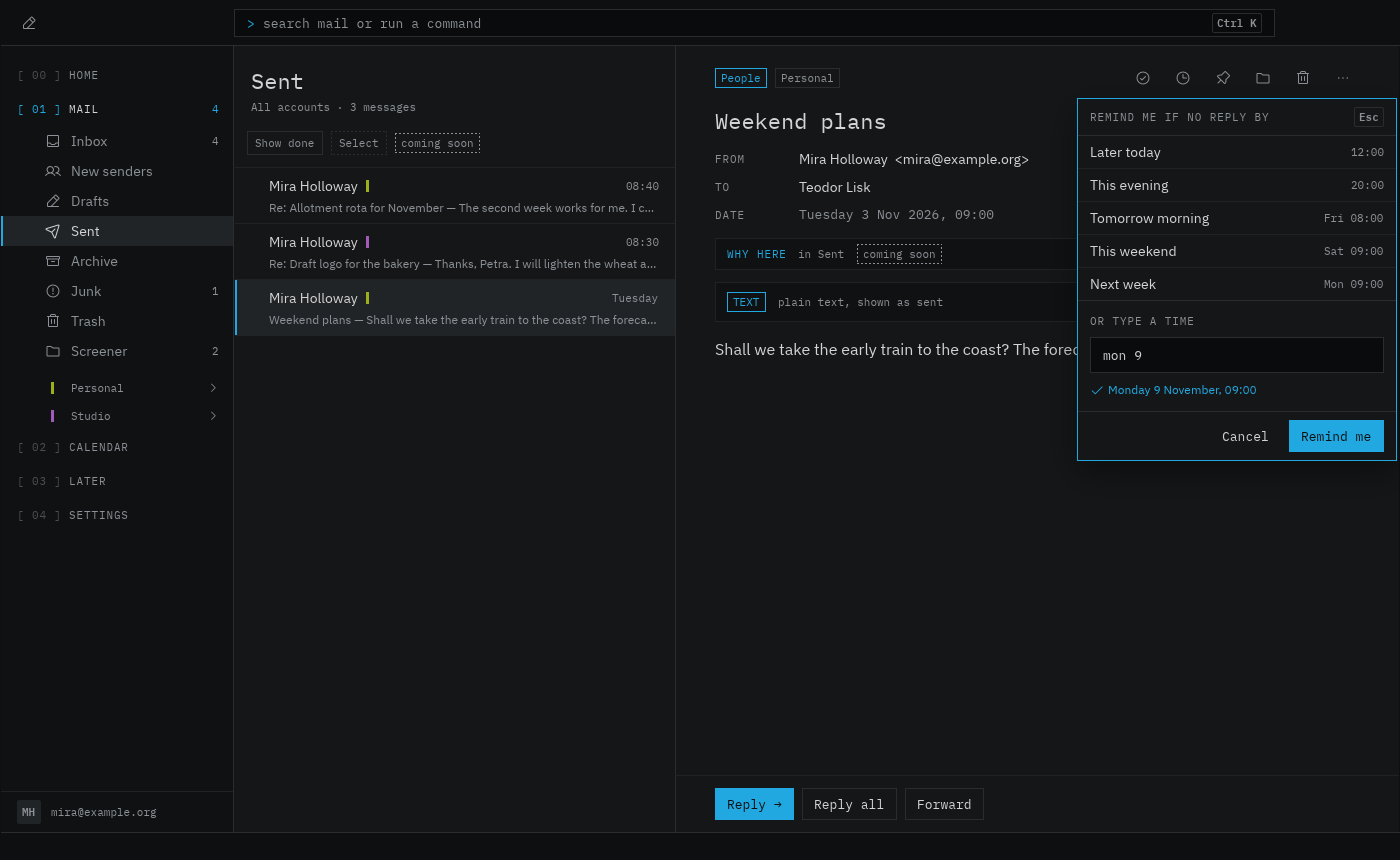 > search mail or run a command Ctrl K
[ 00 ] HOME
[ 01 ] MAIL 4
Inbox 4
New senders
Drafts
Sent
Archive
Junk 1
Trash
Screener 2
Personal
Studio
[ 02 ] CALENDAR
[ 03 ] LATER
[ 04 ] SETTINGS
MH mira@example.org
Sent
All accounts · 3 messages
Show done Select coming soon
Mira Holloway 08:40
Re: Allotment rota for November — The second week works for me. I c…
Mira Holloway 08:30
Re: Draft logo for the bakery — Thanks, Petra. I will lighten the wheat a…
Mira Holloway Tuesday
Weekend plans — Shall we take the early train to the coast? The foreca…
People Personal
Weekend plans
FROM Mira Holloway <mira@example.org>
TO Teodor Lisk
DATE Tuesday 3 Nov 2026, 09:00
WHY HERE in Sent coming soon
TEXT plain text, shown as sent
Shall we take the early train to the coast? The forec
REMIND ME IF NO REPLY BY Esc
Later today 12:00
This evening 20:00
Tomorrow morning Fri 08:00
This weekend Sat 09:00
Next week Mon 09:00
OR TYPE A TIME
mon 9
Monday 9 November, 09:00
Cancel Remind me
Reply → Reply all Forward